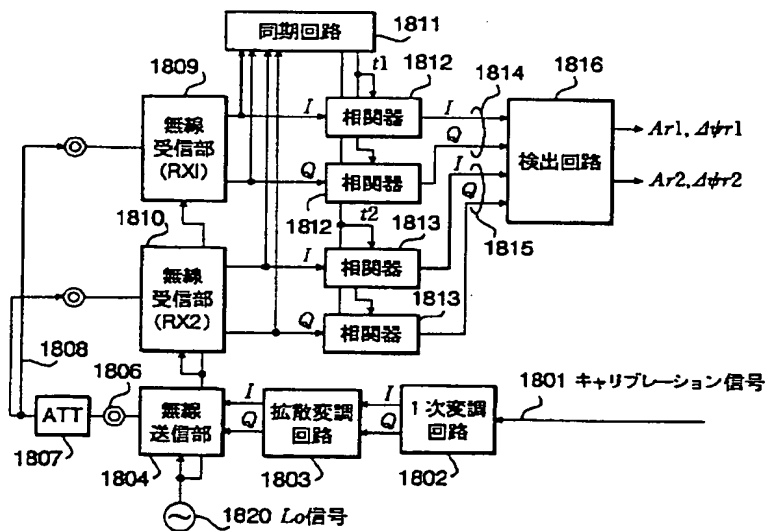 同期回路
1811
1809
t1
1812
1814
1816
無線
受信部
(RX1)
I
相関器
I
Q
検出回路
Ar1, Δψr1
Q
相関器
I
Q
Ar2, Δψr2
1810
1812
t2
1813
1815
無線
受信部
(RX2)
I
相関器
1813
Q
相関器
1808
1806
ATT
無線
送信部
I
Q
拡散変調
回路
I
Q
1次変調
回路
1801 キャリブレーション信号
1807
1804
1803
1802
1820 Lo信号